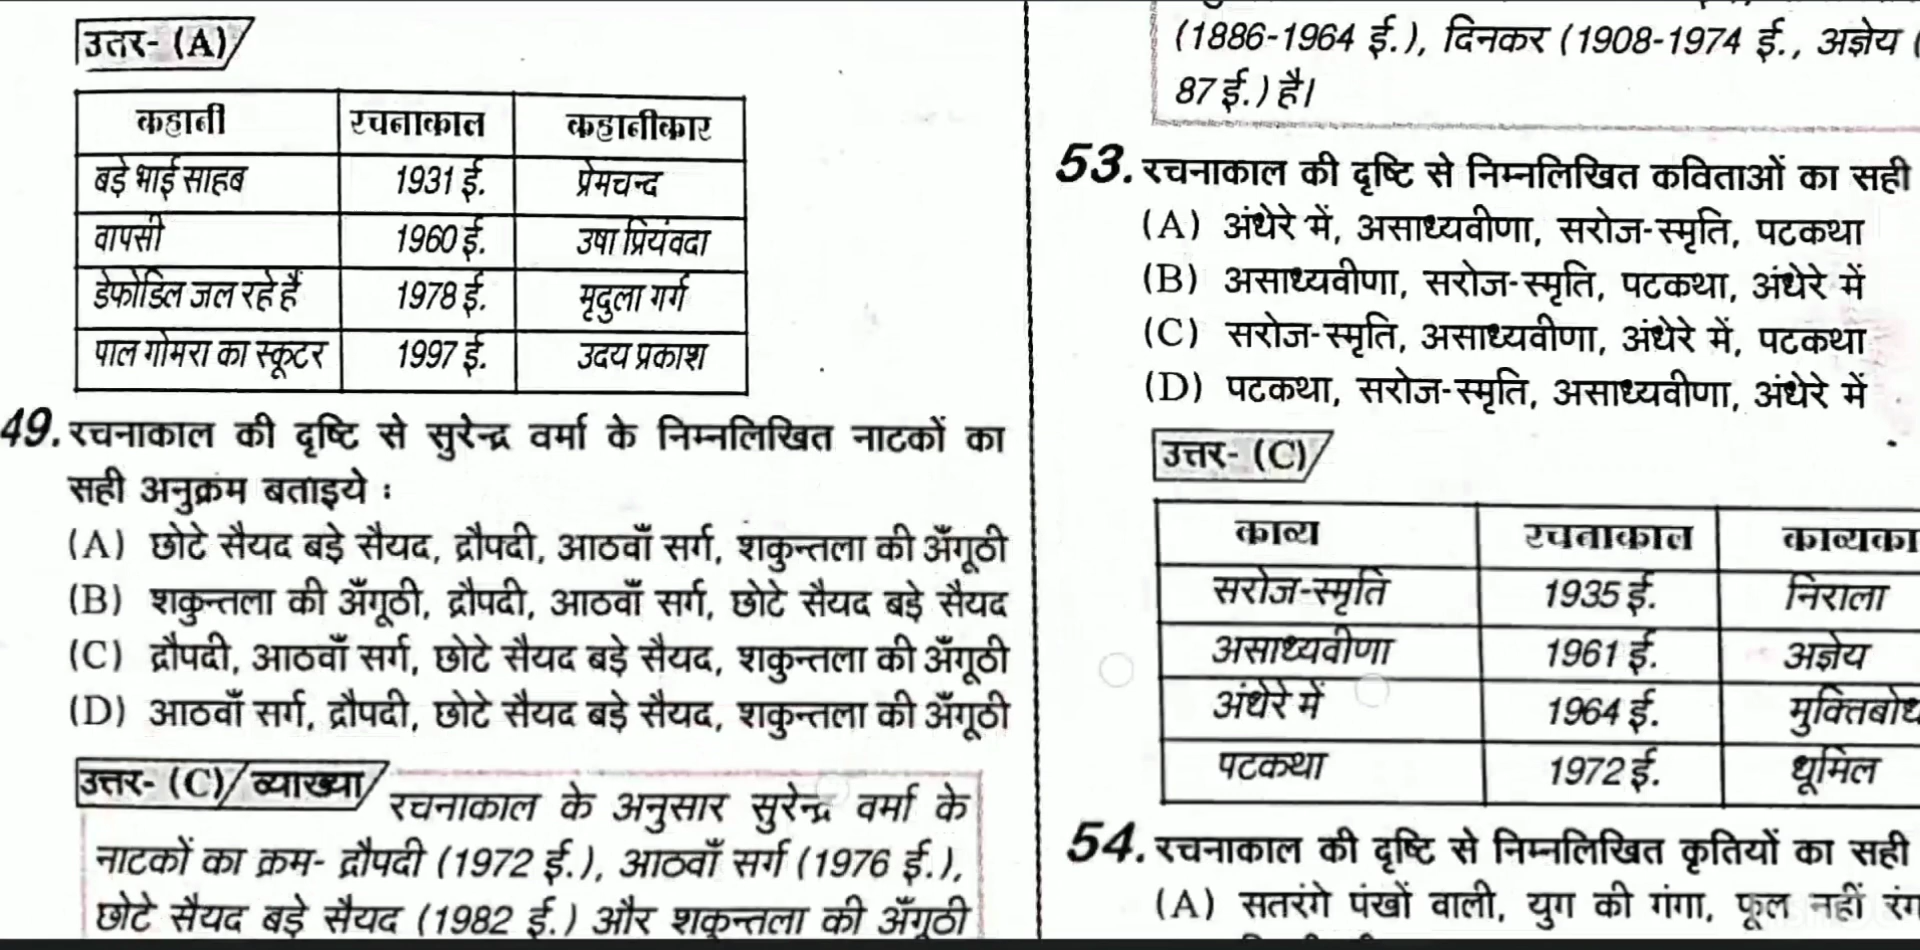 उत्तर- (A)
कहानी रचनाकाल कहानीकार
बड़े भाई साहब 1931 ई. प्रेमचन्द
वापसी 1960 ई. उषा प्रियंवदा
डेफोडिल जल रहे हैं 1978 ई. मृदुला गर्ग
पाल गोमरा का स्कूटर 1997 ई. उदय प्रकाश
49. रचनाकाल की दृष्टि से सुरेन्द्र वर्मा के निम्नलिखित नाटकों का
सही अनुक्रम बताइये :
(A) छोटे सैयद बड़े सैयद, द्रौपदी, आठवाँ सर्ग, शकुन्तला की अँगूठी
(B) शकुन्तला की अँगूठी, द्रौपदी, आठवाँ सर्ग, छोटे सैयद बड़े सैयद
(C) द्रौपदी, आठवाँ सर्ग, छोटे सैयद बड़े सैयद, शकुन्तला की अँगूठी
(D) आठवाँ सर्ग, द्रौपदी, छोटे सैयद बड़े सैयद, शकुन्तला की अँगूठी
उत्तर- (C)/व्याख्या रचनाकाल के अनुसार सुरेन्द्र वर्मा के
नाटकों का क्रम- द्रौपदी (1972 ई.), आठवाँ सर्ग (1976 ई.),
छोटे सैयद बड़े सैयद (1982 ई.) और शकुन्तला की अँगूठी
(1886-1964 ई.), दिनकर (1908-1974 ई., अज्ञेय (
87 ई.) है।
53. रचनाकाल की दृष्टि से निम्नलिखित कविताओं का सही
(A) अंधेरे में, असाध्यवीणा, सरोज-स्मृति, पटकथा
(B) असाध्यवीणा, सरोज-स्मृति, पटकथा, अंधेरे में
(C) सरोज-स्मृति, असाध्यवीणा, अंधेरे में, पटकथा
(D) पटकथा, सरोज-स्मृति, असाध्यवीणा, अंधेरे में
उत्तर- (C)
काव्य रचनाकाल काव्यका
सरोज-स्मृति 1935 ई. निराला
असाध्यवीणा 1961 ई. अज्ञेय
अंधेरे में 1964 ई. मुक्तिबोध
पटकथा 1972 ई. धूमिल
54. रचनाकाल की दृष्टि से निम्नलिखित कृतियों का सही
(A) सतरंगे पंखों वाली, युग की गंगा, फूल नहीं रंग